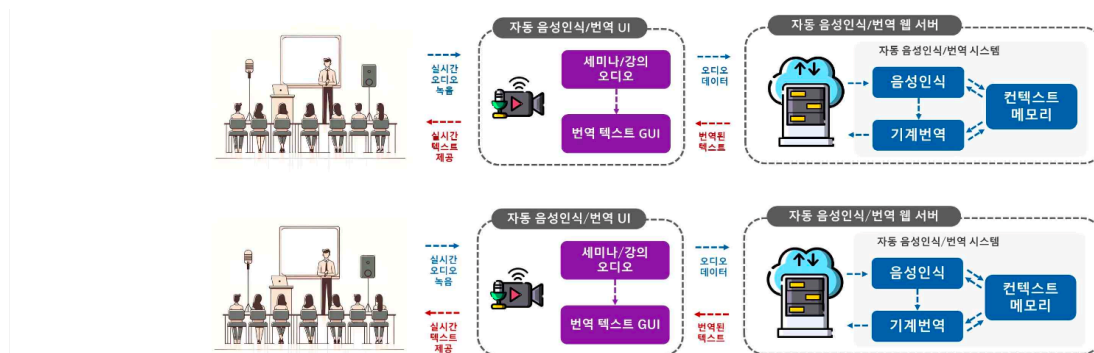 자동 음성인식/번역 UI
자동 음성인식/번역 웹 서버
자동 음성인식/번역 시스템
실시간
오디오
녹음
세미나/강의
오디오
오디오
데이터
음성인식
컨텍스트
메모리
실시간
텍스트
제공
번역 텍스트 GUI
번역된
텍스트
기계번역
자동 음성인식/번역 UI
자동 음성인식/번역 웹 서버
자동 음성인식/번역 시스템
실시간
오디오
녹음
세미나/강의
오디오
오디오
데이터
음성인식
컨텍스트
메모리
실시간
텍스트
제공
번역 텍스트 GUI
번역된
텍스트
기계번역